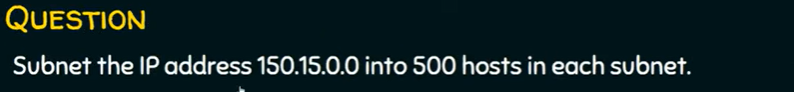 QUESTION
Subnet the IP address 150.15.0.0 into 500 hosts in each subnet.